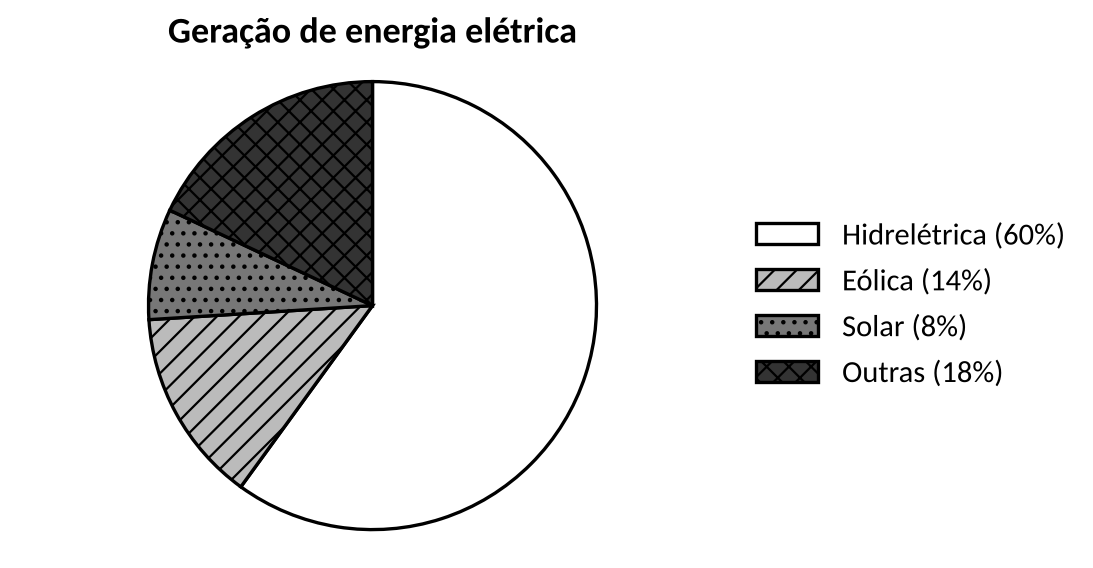 Geração de energia elétrica
Hidrelétrica (60%)
Eólica (14%)
Solar (8%)
Outras (18%)